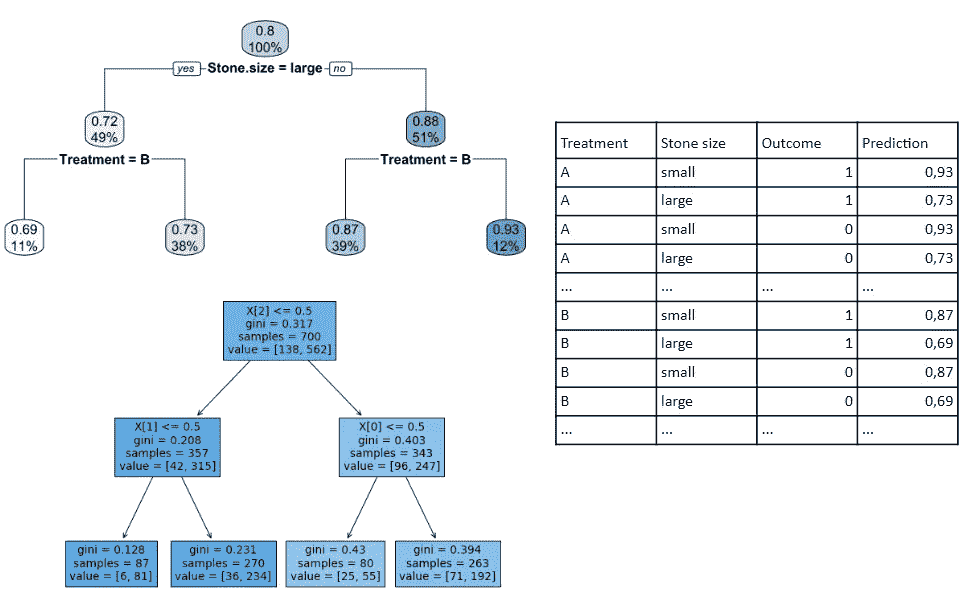 0.8
100%
yes Stone.size = large no
0.72
49%
0.88
51%
Treatment = B
Treatment = B
0.69
11%
0.73
38%
0.87
39%
0.93
12%
X[2] <= 0.5
gini = 0.317
samples = 700
value = [138, 562]
X[1] <= 0.5
gini = 0.208
samples = 357
value = [42, 315]
X[0] <= 0.5
gini = 0.403
samples = 343
value = [96, 247]
gini = 0.128
samples = 87
value = [6, 81]
gini = 0.231
samples = 270
value = [36, 234]
gini = 0.43
samples = 80
value = [25, 55]
gini = 0.394
samples = 263
value = [71, 192]
Treatment Stone size Outcome Prediction
A small 1 0,93
A large 1 0,73
A small 0 0,93
A large 0 0,73
... ... ... ...
B small 1 0,87
B large 1 0,69
B small 0 0,87
B large 0 0,69
... ... ... ...